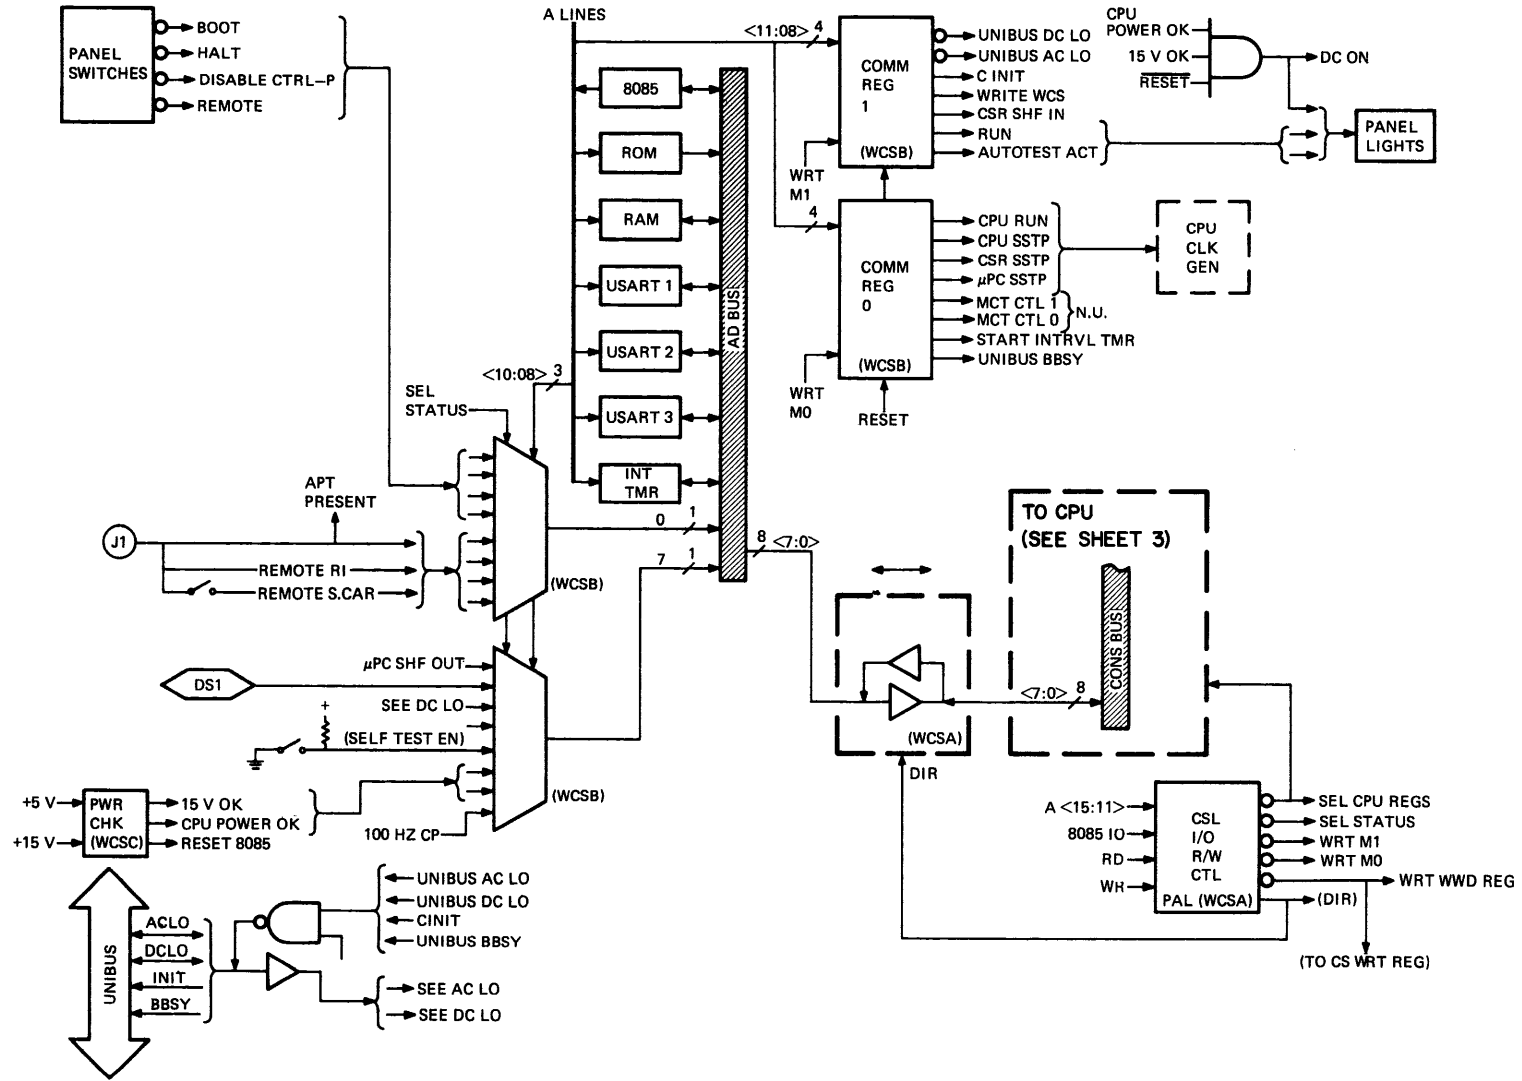 PANEL
SWITCHES
BOOT
HALT
DISABLE CTRL-P
REMOTE
A LINES
8085
ROM
RAM
USART 1
USART 2
USART 3
INT
TMR
AD BUS
<11:08> 4
COMM
REG
1
(WCSB)
WRT
M1
UNIBUS DC LO
UNIBUS AC LO
C INIT
WRITE WCS
CSR SHF IN
RUN
AUTOTEST ACT
CPU
POWER OK
15 V OK
RESET
DC ON
PANEL
LIGHTS
4
COMM
REG
0
(WCSB)
WRT
M0
RESET
CPU RUN
CPU SSTP
CSR SSTP
µPC SSTP
MCT CTL 1
MCT CTL 0
N.U.
START INTRVL TMR
UNIBUS BBSY
CPU
CLK
GEN
<10:08> 3
SEL
STATUS
APT
PRESENT
J1
REMOTE RI
REMOTE S.CAR
(WCSB)
0 1
7 1
8 <7:0>
µPC SHF OUT
DS1
SEE DC LO
+
(SELF TEST EN)
(WCSB)
100 HZ CP
+5 V
+15 V
PWR
CHK
(WCSC)
15 V OK
CPU POWER OK
RESET 8085
UNIBUS
ACLO
DCLO
INIT
BBSY
UNIBUS AC LO
UNIBUS DC LO
CINIT
UNIBUS BBSY
SEE AC LO
SEE DC LO
(WCSA)
DIR
TO CPU
(SEE SHEET 3)
CONS BUS
<7:0> 8
A <15:11>
8085 IO
RD
WR
CSL
I/O
R/W
CTL
PAL (WCSA)
SEL CPU REGS
SEL STATUS
WRT M1
WRT M0
WRT WWD REG
(DIR)
(TO CS WRT REG)